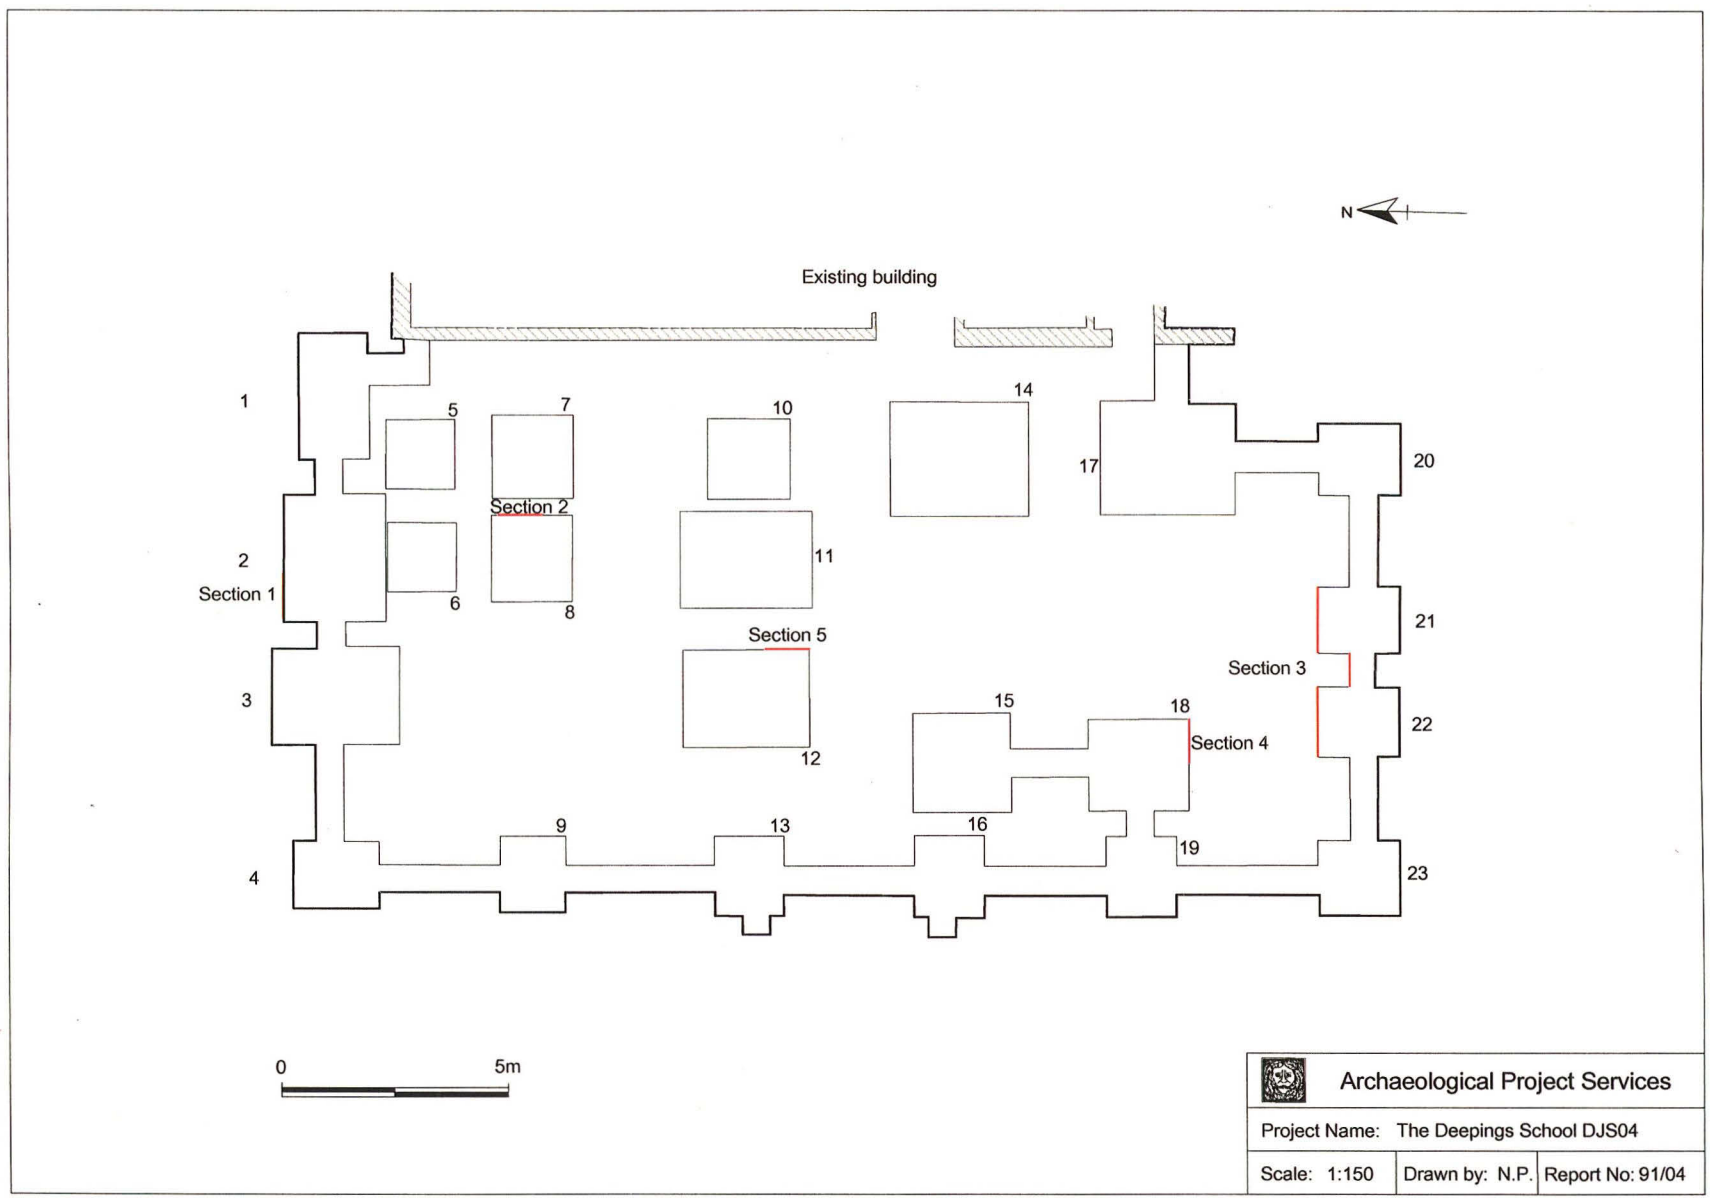 N
Existing building
1
5
7
10
14
17
20
Section 2
2
11
Section 1
6
8
21
Section 5
Section 3
3
15
18
22
Section 4
12
9
13
16
19
4
23
0 5m
Archaeological Project Services
Project Name: The Deepings School DJS04
Scale: 1:150
Drawn by: N.P.
Report No: 91/04